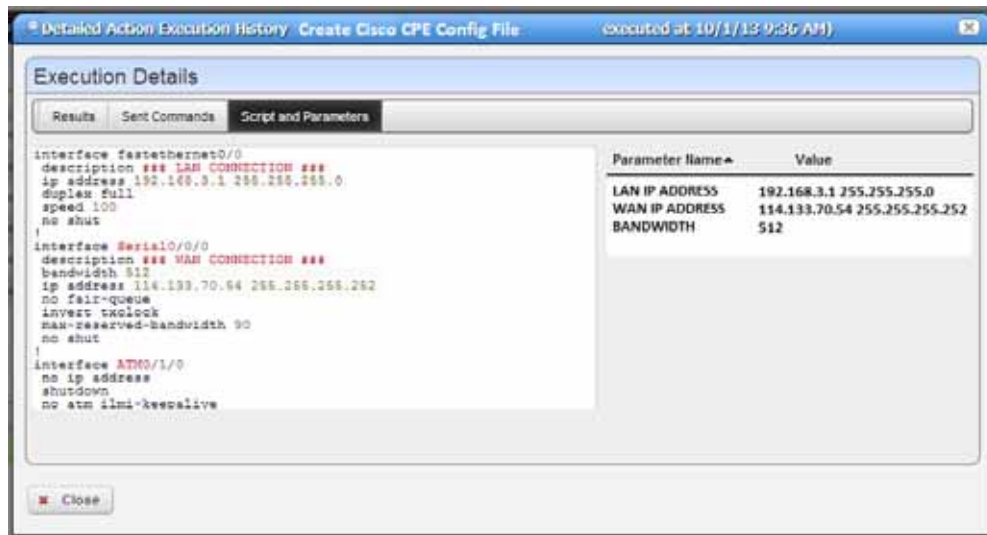 Detailed Action Execution History Create Cisco CPE Config File executed at 10/1/13 9:36 AM)
Execution Details
Results Sent Commands Script and Parameters
interface fastethernet0/0
description ### LAN CONNECTION ###
ip address 192.168.3.1 255.255.255.0
duplex full
speed 100
no shut
!
interface Serial0/0/0
description ### WAN CONNECTION ###
bandwidth 512
ip address 114.133.70.54 255.255.255.252
no fair-queue
invert txclock
max-reserved-bandwidth 90
no shut
!
interface ATM0/1/0
no ip address
shutdown
no atm ilmi-keepalive
Parameter Name Value
LAN IP ADDRESS 192.168.3.1 255.255.255.0
WAN IP ADDRESS 114.133.70.54 255.255.255.252
BANDWIDTH 512
Close